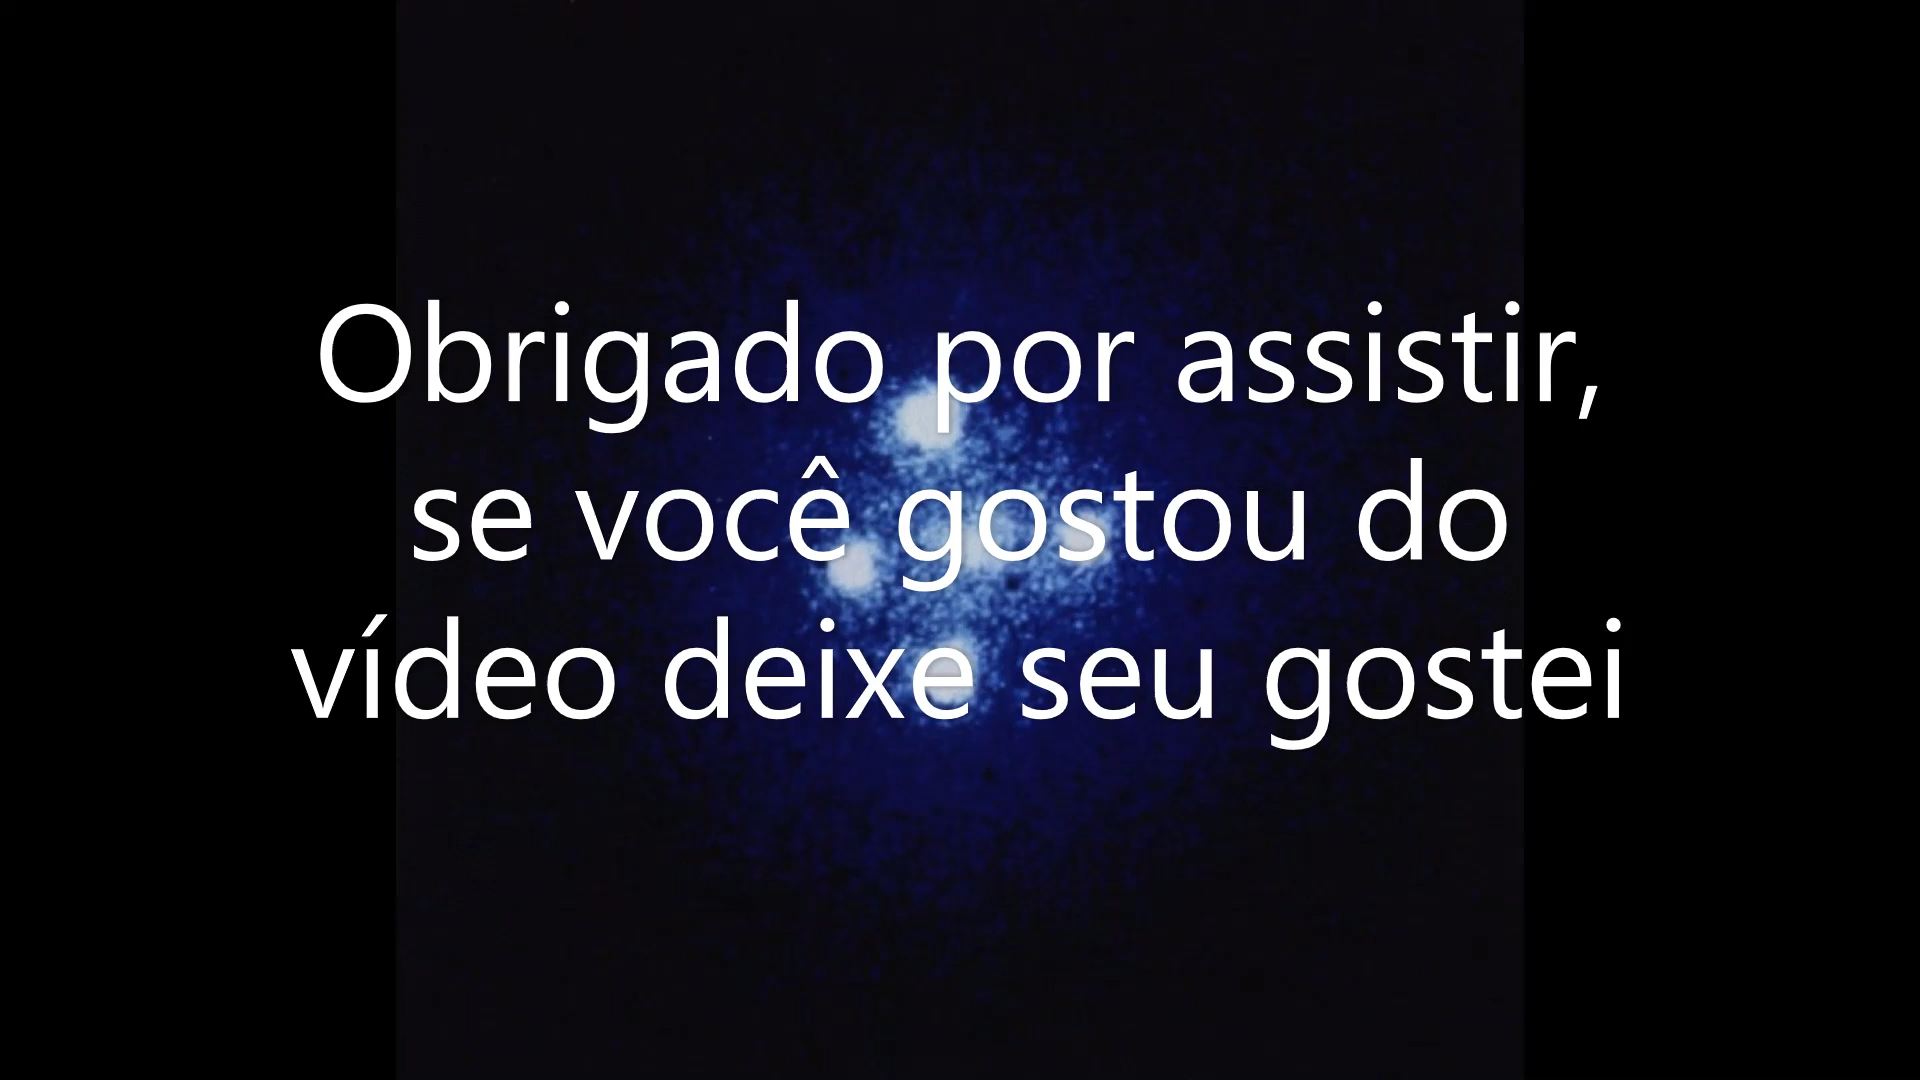 Obrigado por assistir,
se você gostou do
vídeo deixe seu gostei